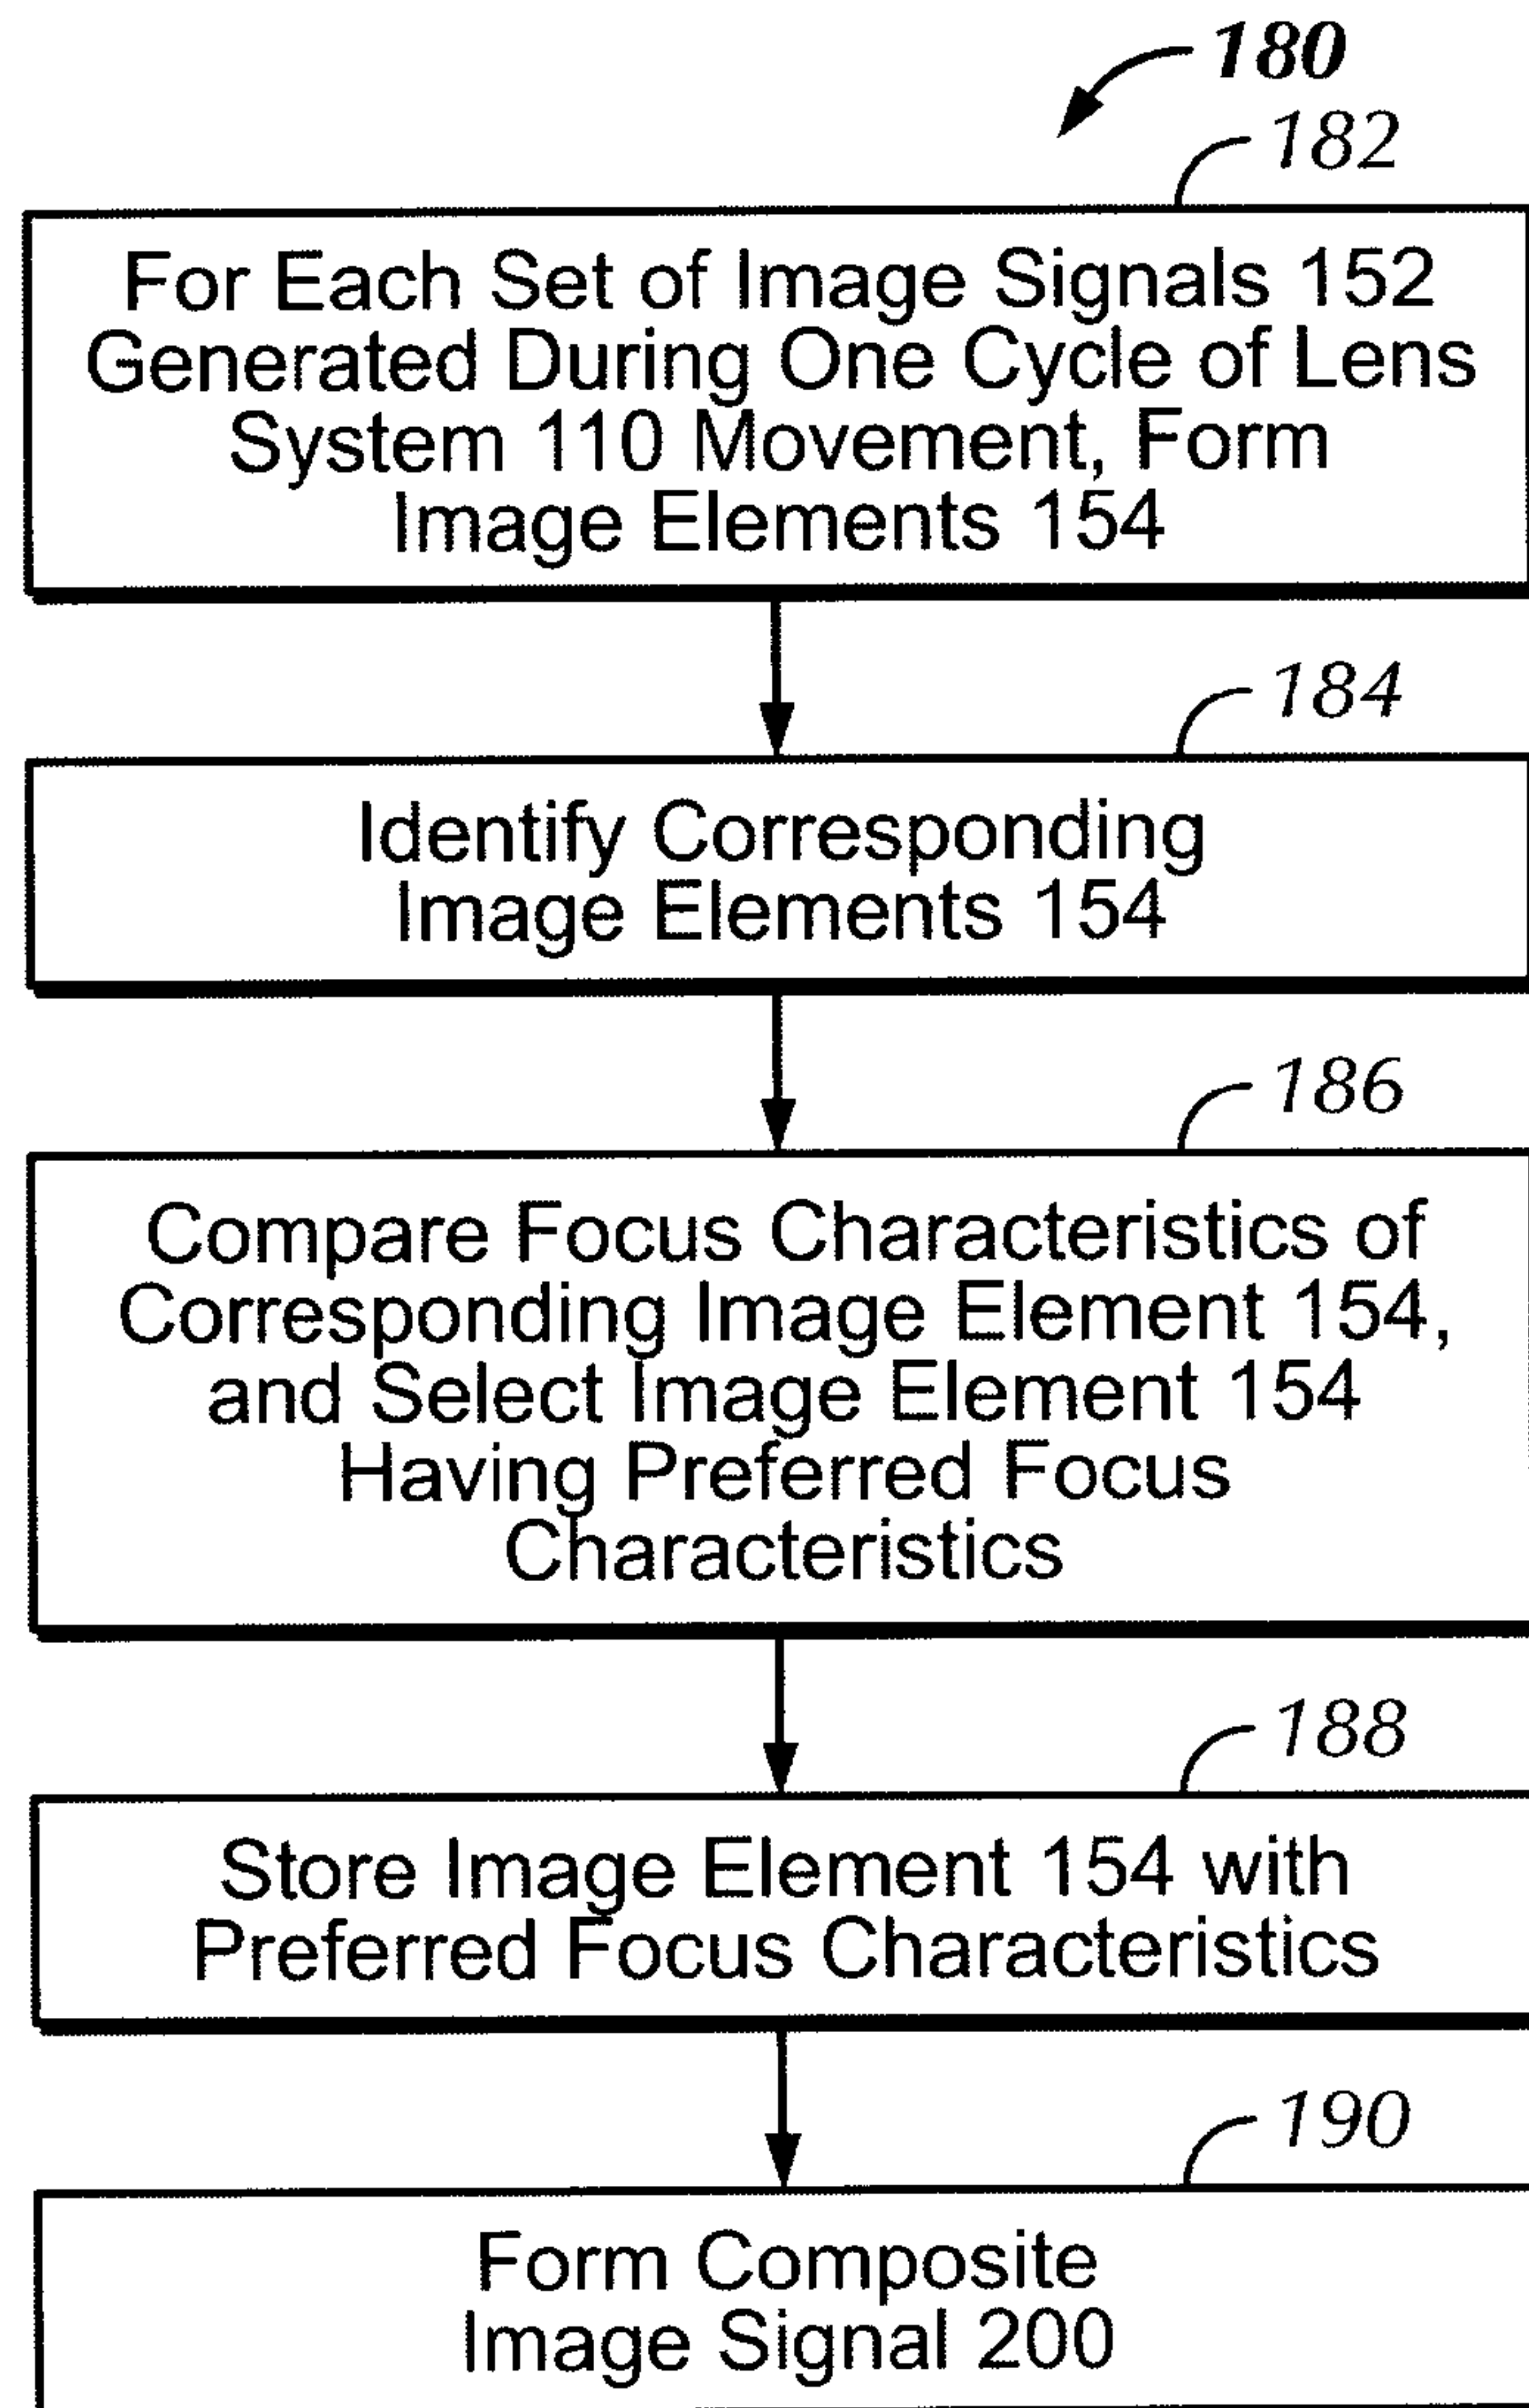 180
182
For Each Set of Image Signals 152
Generated During One Cycle of Lens
System 110 Movement, Form
Image Elements 154
184
Identify Corresponding
Image Elements 154
186
Compare Focus Characteristics of
Corresponding Image Element 154,
and Select Image Element 154
Having Preferred Focus
Characteristics
188
Store Image Element 154 with
Preferred Focus Characteristics
190
Form Composite
Image Signal 200